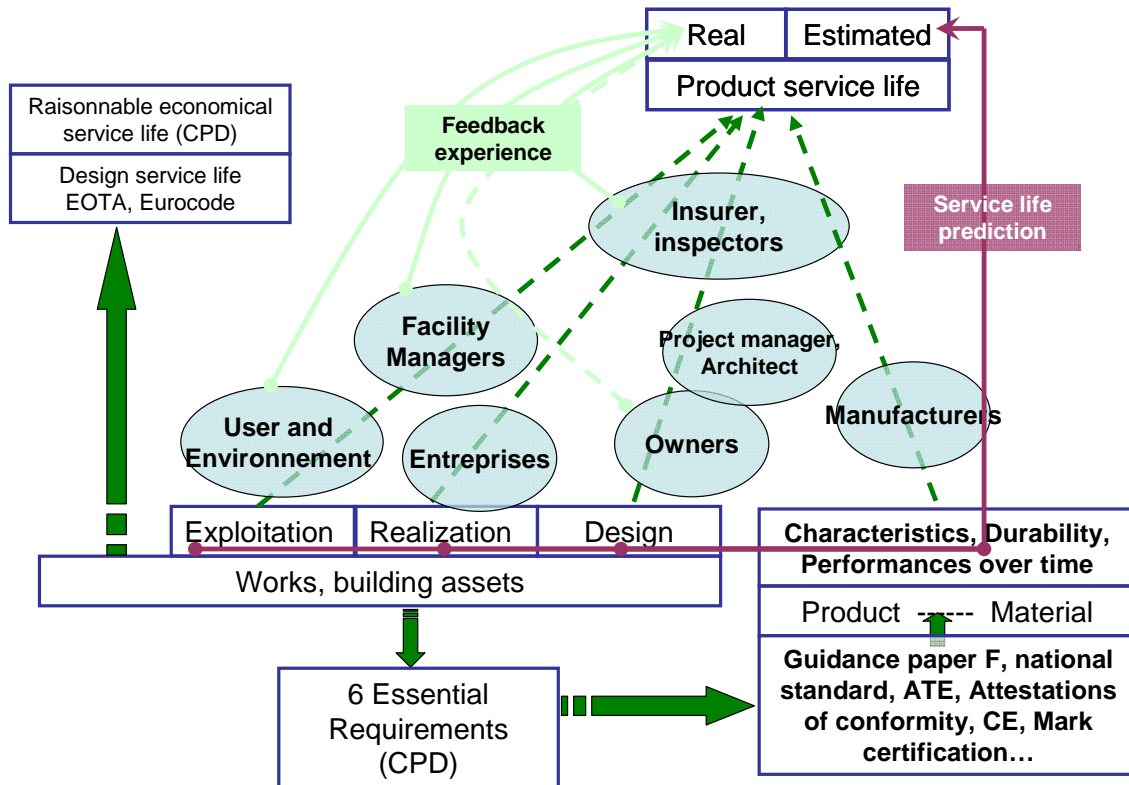 Real
Estimated
Product service life
Raisonnable economical
service life (CPD)
Design service life
EOTA, Eurocode
Feedback
experience
Service life
prediction
Insurer,
inspectors
Facility
Managers
Project manager,
Architect
User and
Environnement
Entreprises
Owners
Manufacturers
Exploitation
Realization
Design
Works, building assets
Characteristics, Durability,
Performances over time
Product ------ Material
6 Essential
Requirements
(CPD)
Guidance paper F, national
standard, ATE, Attestations
of conformity, CE, Mark
certification…